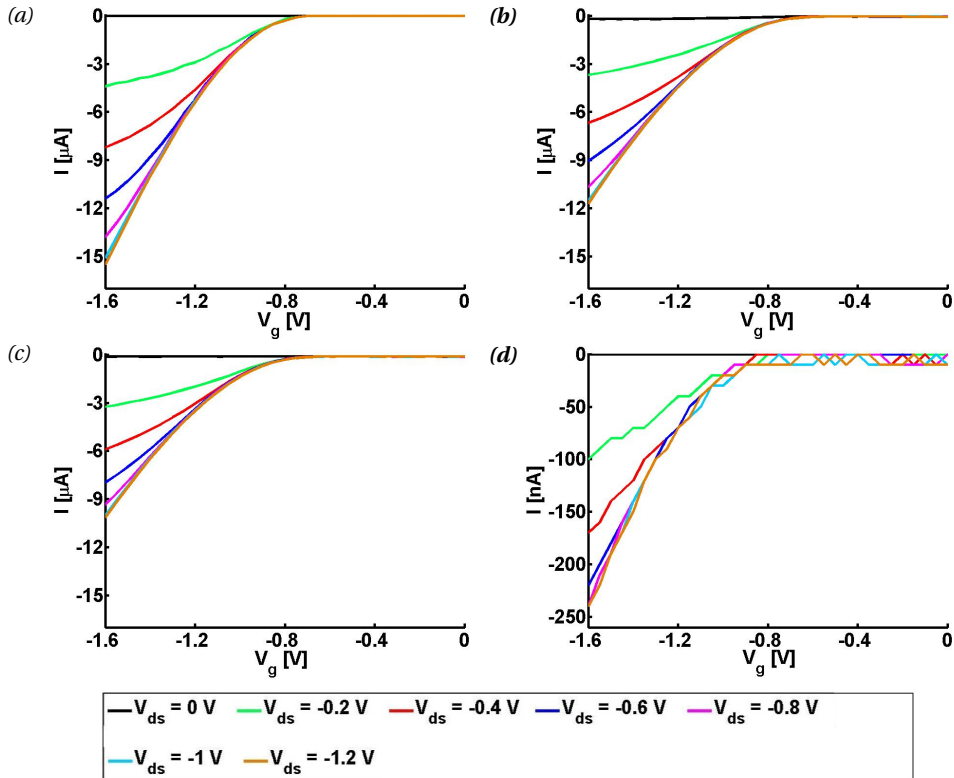 (a)
0
-3
-6
-9
-12
-15
I [μA]
-1.6 -1.2 -0.8 -0.4 0
V_g [V]
(b)
0
-3
-6
-9
-12
-15
I [μA]
-1.6 -1.2 -0.8 -0.4 0
V_g [V]
(c)
0
-3
-6
-9
-12
-15
I [μA]
-1.6 -1.2 -0.8 -0.4 0
V_g [V]
(d)
0
-50
-100
-150
-200
-250
I [nA]
-1.6 -1.2 -0.8 -0.4 0
V_g [V]
V_ds = 0 V V_ds = -0.2 V V_ds = -0.4 V V_ds = -0.6 V V_ds = -0.8 V
V_ds = -1 V V_ds = -1.2 V